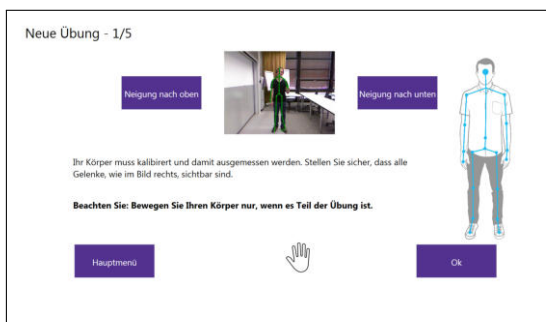 Neue Übung - 1/5
Neigung nach oben
Neigung nach unten
Ihr Körper muss kalibrirert und damit ausgemessen werden. Stellen Sie sicher, dass alle
Gelenke, wie im Bild rechts, sichtbar sind.
Beachten Sie: Bewegen Sie Ihren Körper nur, wenn es Teil der Übung ist.
Hauptmenü
Ok